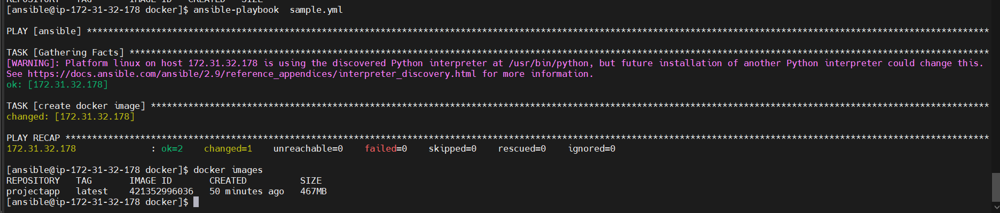 REPOSITORY   TAG       IMAGE ID   CREATED   SIZE
[ansible@ip-172-31-32-178 docker]$ ansible-playbook  sample.yml
PLAY [ansible] *************************************************************************************************************************************************************************
TASK [Gathering Facts] *****************************************************************************************************************************************************************
[WARNING]: Platform linux on host 172.31.32.178 is using the discovered Python interpreter at /usr/bin/python, but future installation of another Python interpreter could change this.
See https://docs.ansible.com/ansible/2.9/reference_appendices/interpreter_discovery.html for more information.
ok: [172.31.32.178]
TASK [create docker image] *************************************************************************************************************************************************************
changed: [172.31.32.178]
PLAY RECAP *****************************************************************************************************************************************************************************
172.31.32.178              : ok=2    changed=1    unreachable=0    failed=0    skipped=0    rescued=0    ignored=0
[ansible@ip-172-31-32-178 docker]$ docker images
REPOSITORY   TAG       IMAGE ID       CREATED          SIZE
projectapp   latest    421352996036   50 minutes ago   467MB
[ansible@ip-172-31-32-178 docker]$